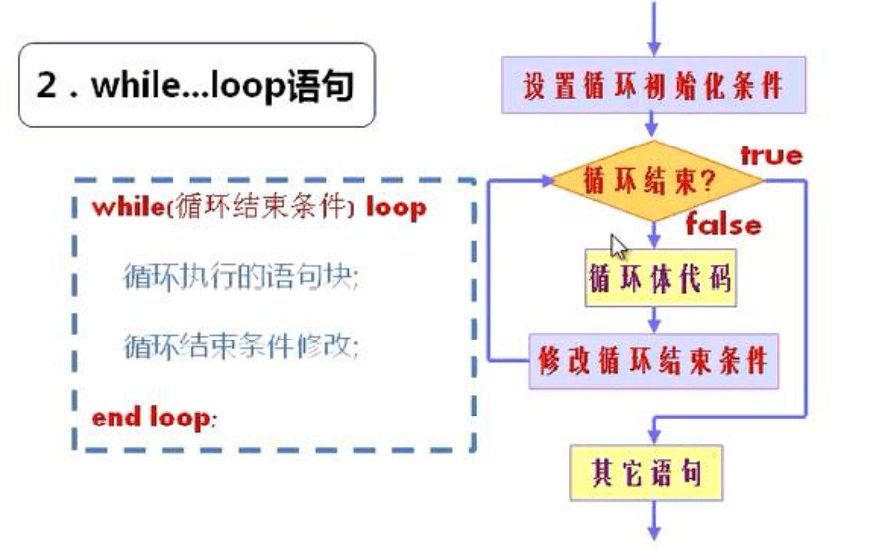 2．while...loop语句
while(循环结束条件) loop
循环执行的语句块;
循环结束条件修改;
end loop;
设置循环初始化条件
循环结束?
true
false
循环体代码
修改循环结束条件
其它语句